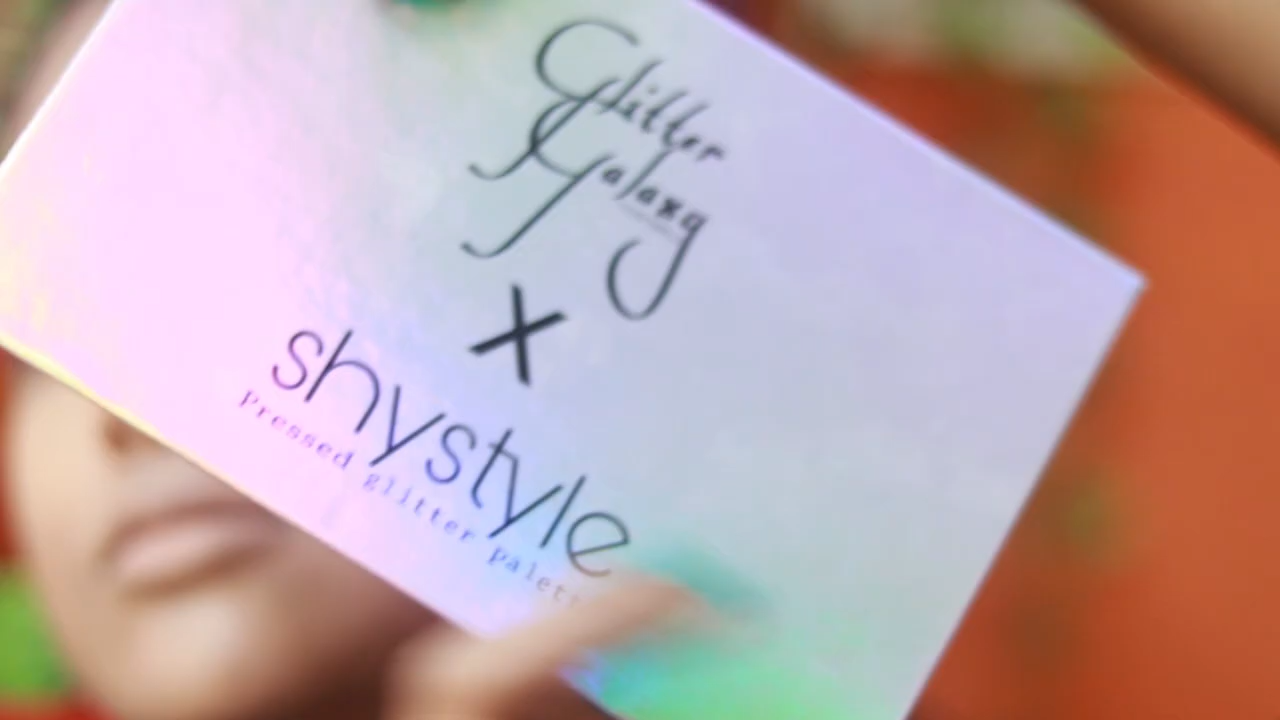 Glitter
Galaxy
X
shystyle
pressed glitter palett